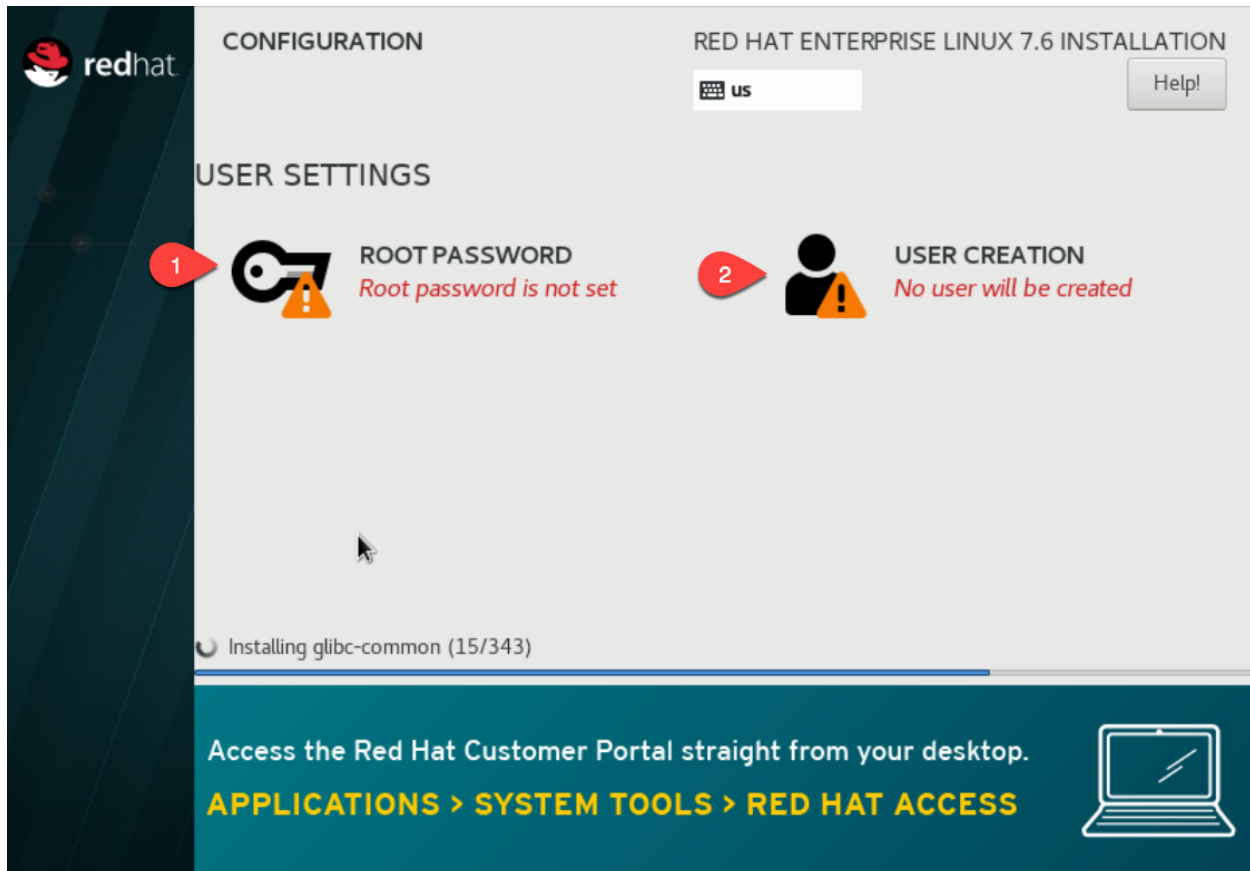 redhat.
CONFIGURATION
RED HAT ENTERPRISE LINUX 7.6 INSTALLATION
us
Help!
USER SETTINGS
1
ROOT PASSWORD
Root password is not set
2
USER CREATION
No user will be created
Installing glibc-common (15/343)
Access the Red Hat Customer Portal straight from your desktop.
APPLICATIONS > SYSTEM TOOLS > RED HAT ACCESS